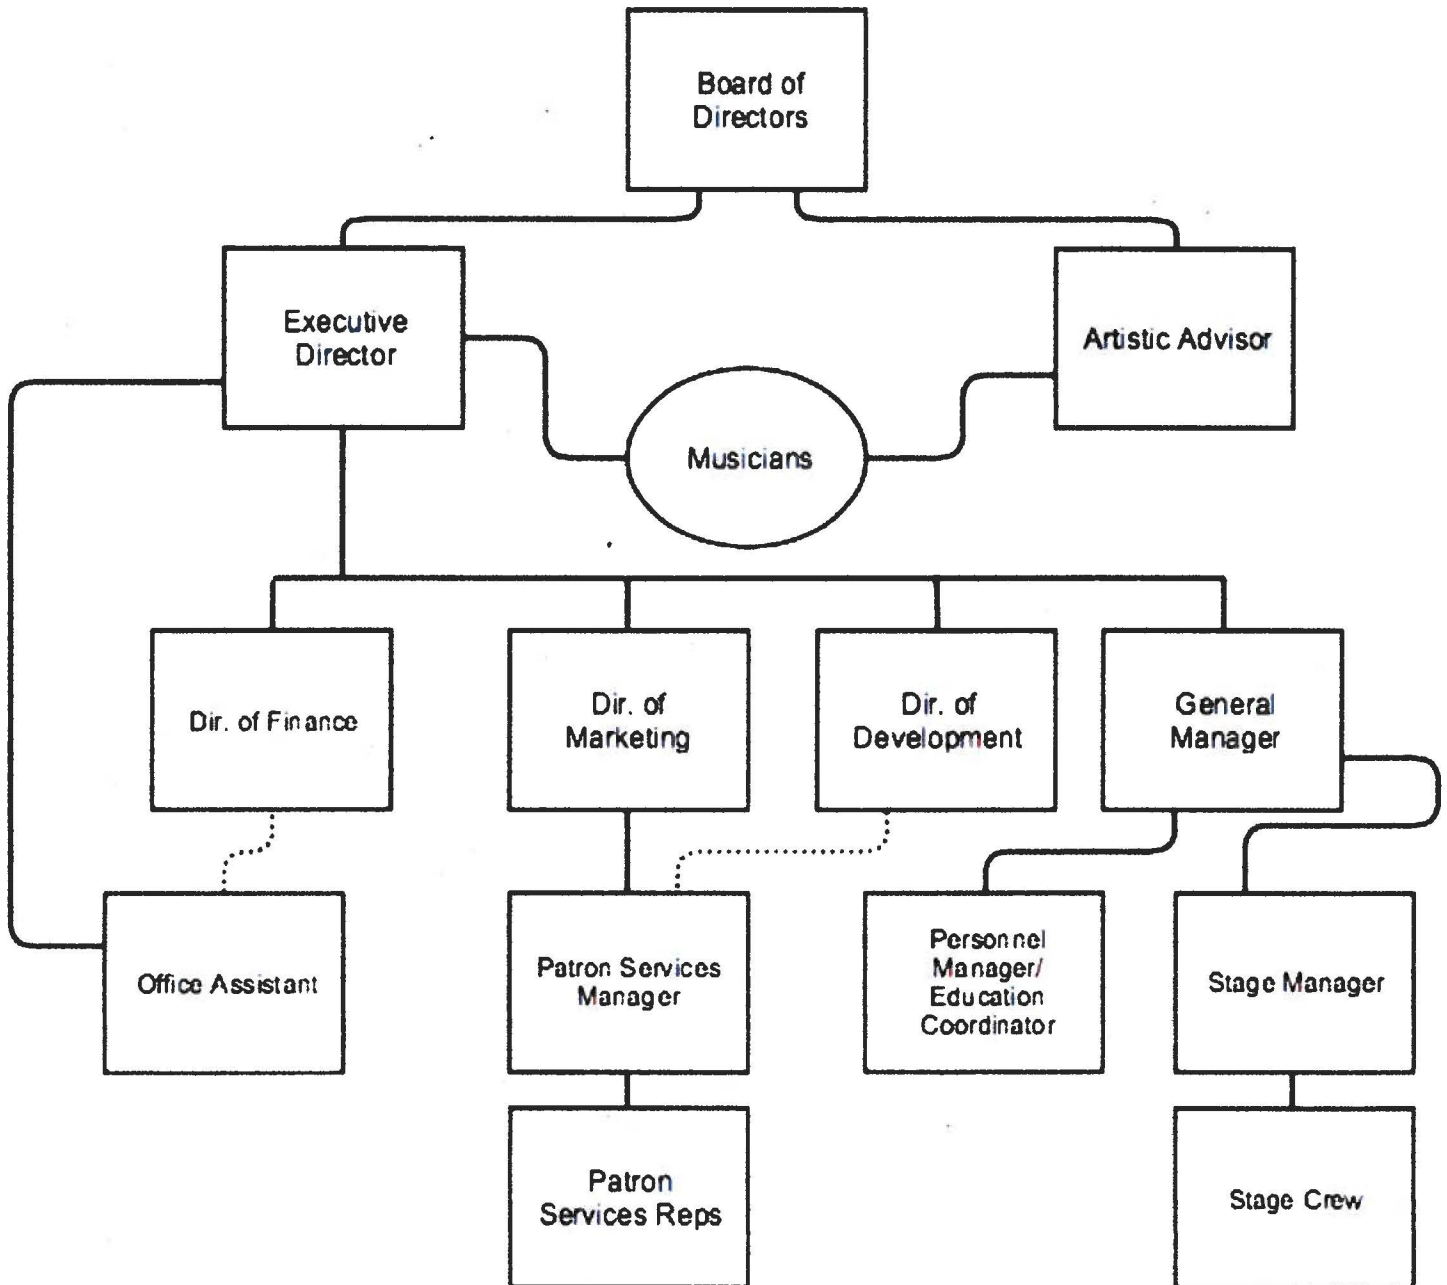 Board of
Directors
Executive
Director
Artistic Advisor
Musicians
Dir. of Finance
Dir. of
Marketing
Dir. of
Development
General
Manager
Office Assistant
Patron Services
Manager
Personnel
Manager/
Education
Coordinator
Stage Manager
Patron
Services Reps
Stage Crew